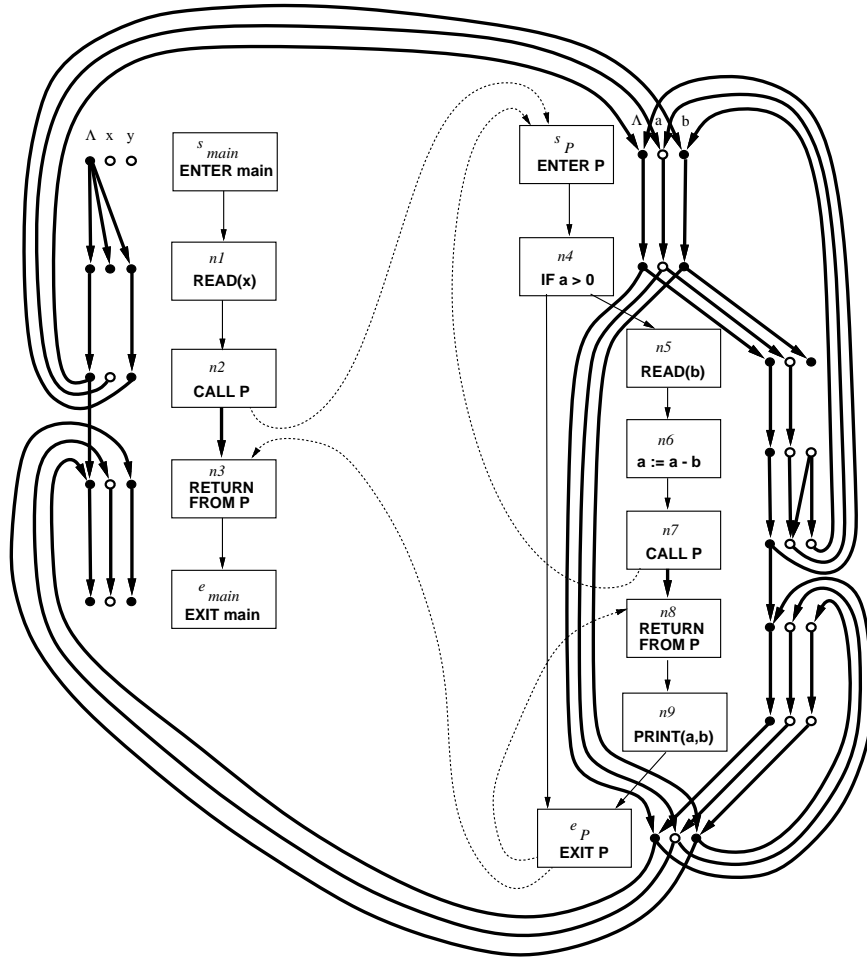 Λ x y
s main
ENTER main
n1
READ(x)
n2
CALL P
n3
RETURN
FROM P
e main
EXIT main
Λ a b
s P
ENTER P
n4
IF a > 0
n5
READ(b)
n6
a := a - b
n7
CALL P
n8
RETURN
FROM P
n9
PRINT(a,b)
e P
EXIT P